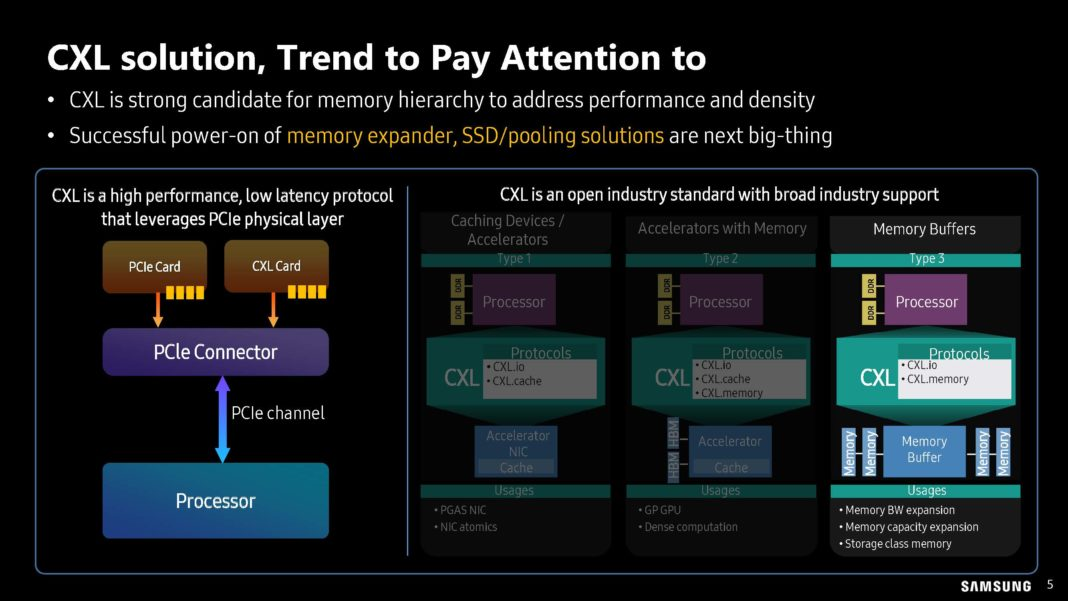 CXL solution, Trend to Pay Attention to
• CXL is strong candidate for memory hierarchy to address performance and density
• Successful power-on of memory expander, SSD/pooling solutions are next big-thing
CXL is a high performance, low latency protocol
that leverages PCIe physical layer
PCIe Card
CXL Card
PCIe Connector
PCIe channel
Processor
CXL is an open industry standard with broad industry support
Caching Devices /
Accelerators
Type 1
DDR
DDR
Processor
Protocols
CXL
• CXL.io
• CXL.cache
Accelerator
NIC
Cache
Usages
• PGAS NIC
• NIC atomics
Accelerators with Memory
Type 2
DDR
DDR
Processor
Protocols
CXL
• CXL.io
• CXL.cache
• CXL.memory
HBM
HBM
Accelerator
Cache
Usages
• GP GPU
• Dense computation
Memory Buffers
Type 3
DDR
DDR
Processor
Protocols
CXL
• CXL.io
• CXL.memory
Memory
Memory
Memory
Buffer
Memory
Memory
Usages
• Memory BW expansion
• Memory capacity expansion
• Storage class memory
SAMSUNG
5